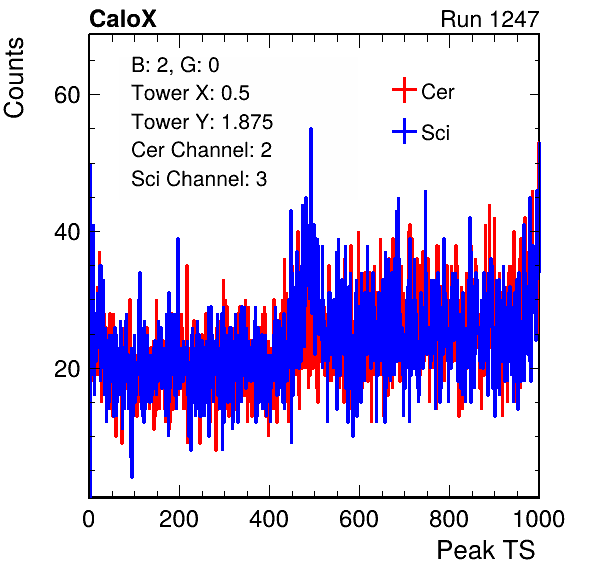 CaloX Run 1247
Counts
B: 2, G: 0
Tower X: 0.5
Tower Y: 1.875
Cer Channel: 2
Sci Channel: 3
Cer
Sci
60
40
20
0 200 400 600 800 1000
Peak TS